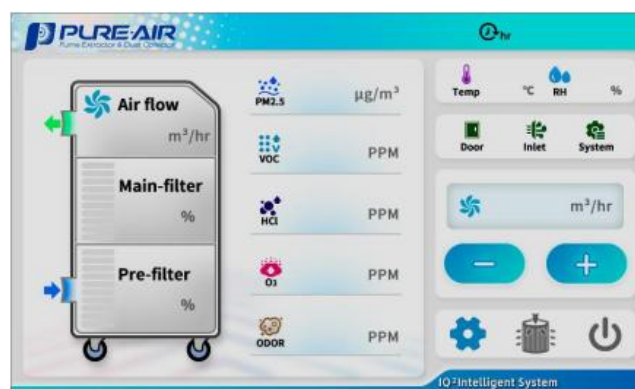 PURE·AIR
Fume Extractor & Dust Collector
hr
Air flow
m³/hr
Main-filter
%
Pre-filter
%
PM2.5 µg/m³
VOC PPM
HCl PPM
O3 PPM
ODOR PPM
Temp °C RH %
Door Inlet System
m³/hr
− +
IQ²Intelligent System